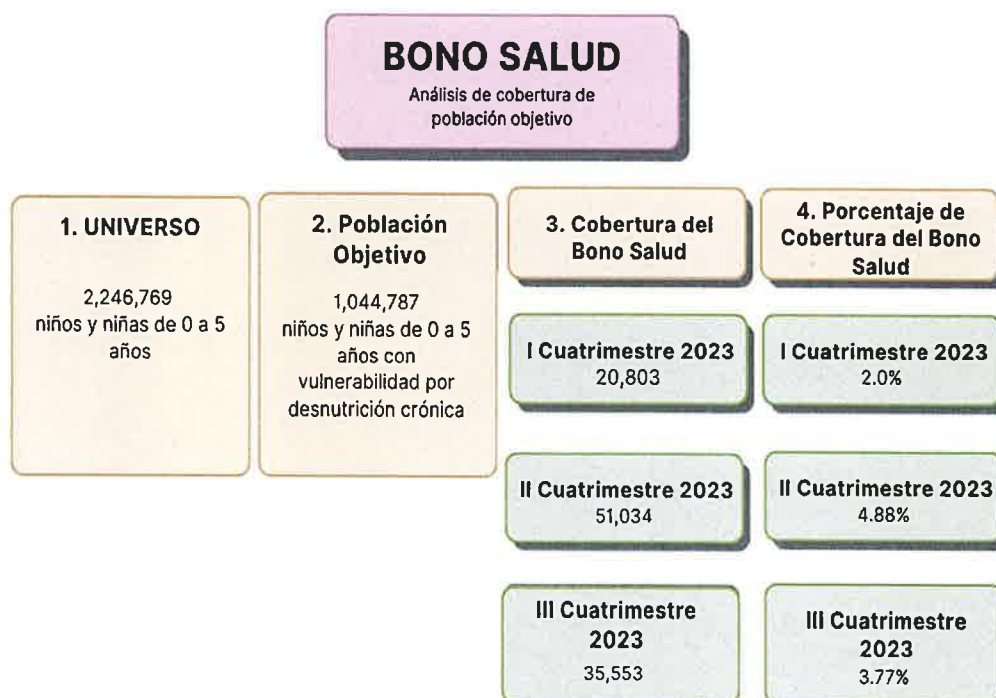 BONO SALUD
Análisis de cobertura de
población objetivo
1. UNIVERSO
2,246,769
niños y niñas de 0 a 5
años
2. Población
Objetivo
1,044,787
niños y niñas de 0 a 5
años con
vulnerabilidad por
desnutrición crónica
3. Cobertura del
Bono Salud
I Cuatrimestre 2023
20,803
II Cuatrimestre 2023
51,034
III Cuatrimestre
2023
35,553
4. Porcentaje de
Cobertura del Bono
Salud
I Cuatrimestre 2023
2.0%
II Cuatrimestre 2023
4.88%
III Cuatrimestre
2023
3.77%